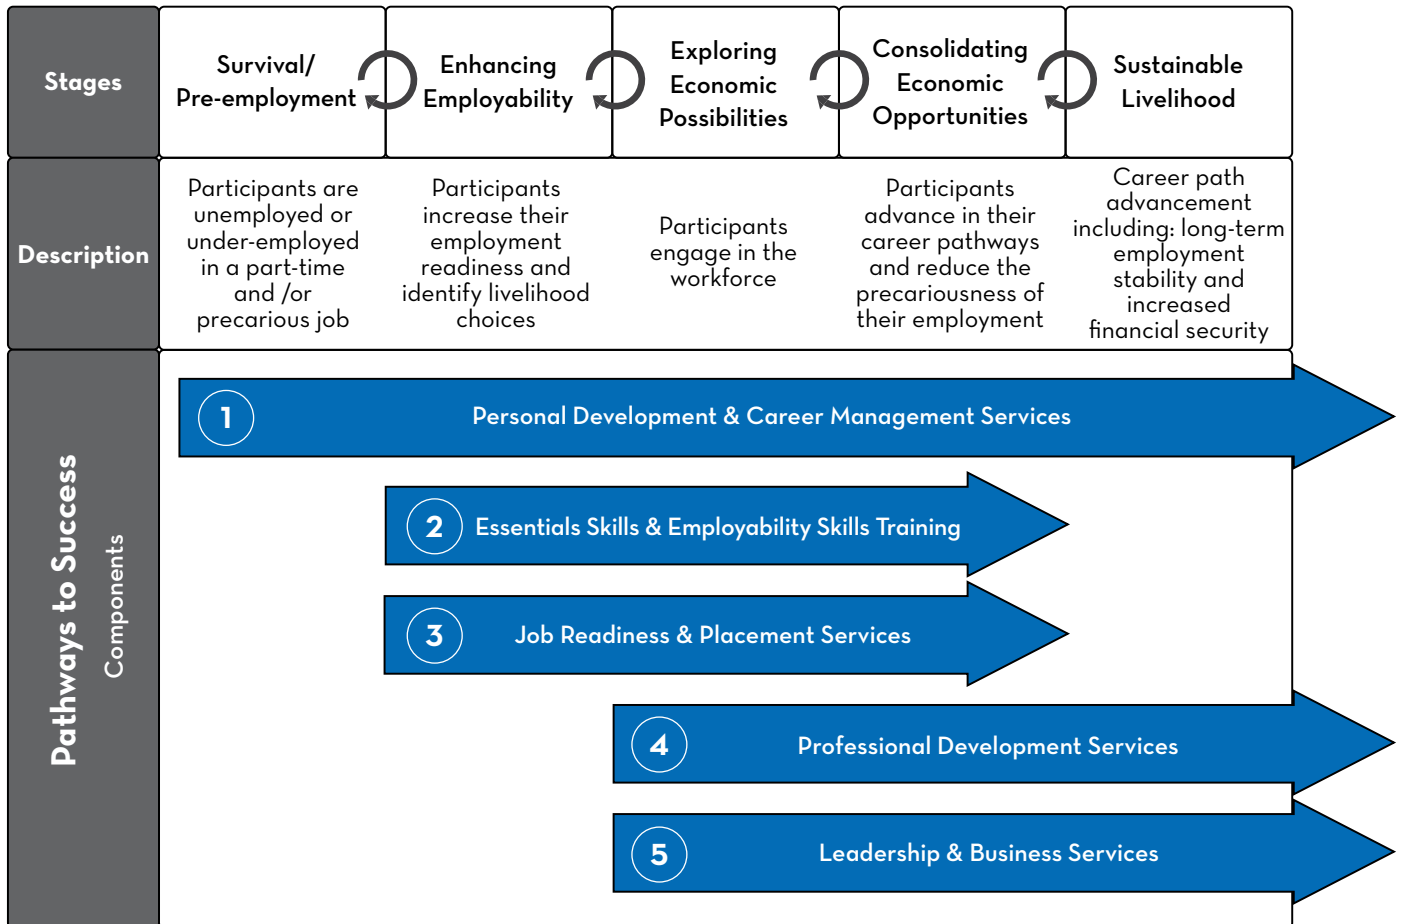 Stages
Survival/
Pre-employment
Enhancing
Employability
Exploring
Economic
Possibilities
Consolidating
Economic
Opportunities
Sustainable
Livelihood
Description
Participants are
unemployed or
under-employed
in a part-time
and /or
precarious job
Participants
increase their
employment
readiness and
identify livelihood
choices
Participants
engage in the
workforce
Participants
advance in their
career pathways
and reduce the
precariousness of
their employment
Career path
advancement
including: long-term
employment
stability and
increased
financial security
Pathways to Success
Components
1 Personal Development & Career Management Services
2 Essentials Skills & Employability Skills Training
3 Job Readiness & Placement Services
4 Professional Development Services
5 Leadership & Business Services